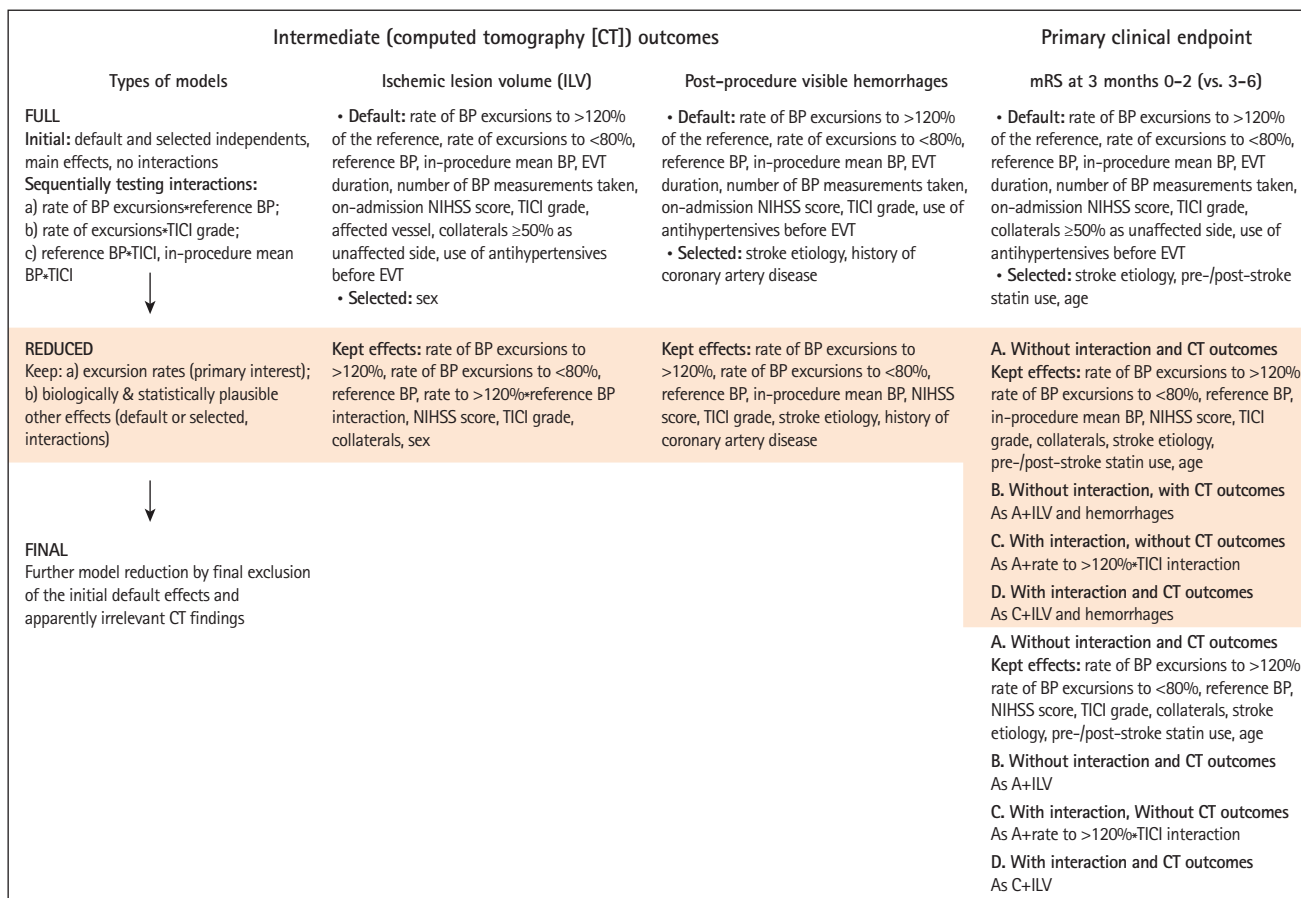 Intermediate (computed tomography [CT]) outcomes
Primary clinical endpoint
Types of models
Ischemic lesion volume (ILV)
Post-procedure visible hemorrhages
mRS at 3 months 0–2 (vs. 3–6)
FULL
Initial: default and selected independents,
main effects, no interactions
Sequentially testing interactions:
a) rate of BP excursions*reference BP;
b) rate of excursions*TICI grade;
c) reference BP*TICI, in-procedure mean
BP*TICI
• Default: rate of BP excursions to >120%
of the reference, rate of excursions to <80%,
reference BP, in-procedure mean BP, EVT
duration, number of BP measurements taken,
on-admission NIHSS score, TICI grade,
affected vessel, collaterals ≥50% as
unaffected side, use of antihypertensives
before EVT
• Selected: sex
• Default: rate of BP excursions to >120%
of the reference, rate of excursions to <80%,
reference BP, in-procedure mean BP, EVT
duration, number of BP measurements taken,
on-admission NIHSS score, TICI grade, use of
antihypertensives before EVT
• Selected: stroke etiology, history of
coronary artery disease
• Default: rate of BP excursions to >120%
of the reference, rate of excursions to <80%,
reference BP, in-procedure mean BP, EVT
duration, number of BP measurements taken,
on-admission NIHSS score, TICI grade,
collaterals ≥50% as unaffected side, use of
antihypertensives before EVT
• Selected: stroke etiology, pre-/post-stroke
statin use, age
REDUCED
Keep: a) excursion rates (primary interest);
b) biologically & statistically plausible
other effects (default or selected,
interactions)
Kept effects: rate of BP excursions to
>120%, rate of BP excursions to <80%,
reference BP, rate to >120%*reference BP
interaction, NIHSS score, TICI grade,
collaterals, sex
Kept effects: rate of BP excursions to
>120%, rate of BP excursions to <80%,
reference BP, in-procedure mean BP, NIHSS
score, TICI grade, stroke etiology, history of
coronary artery disease
A. Without interaction and CT outcomes
Kept effects: rate of BP excursions to >120%
rate of BP excursions to <80%, reference BP,
in-procedure mean BP, NIHSS score, TICI
grade, collaterals, stroke etiology,
pre-/post-stroke statin use, age
B. Without interaction, with CT outcomes
As A+ILV and hemorrhages
C. With interaction, without CT outcomes
As A+rate to >120%*TICI interaction
D. With interaction and CT outcomes
As C+ILV and hemorrhages
FINAL
Further model reduction by final exclusion
of the initial default effects and
apparently irrelevant CT findings
A. Without interaction and CT outcomes
Kept effects: rate of BP excursions to >120%
rate of BP excursions to <80%, reference BP,
NIHSS score, TICI grade, collaterals, stroke
etiology, pre-/post-stroke statin use, age
B. Without interaction and CT outcomes
As A+ILV
C. With interaction, Without CT outcomes
As A+rate to >120%*TICI interaction
D. With interaction and CT outcomes
As C+ILV